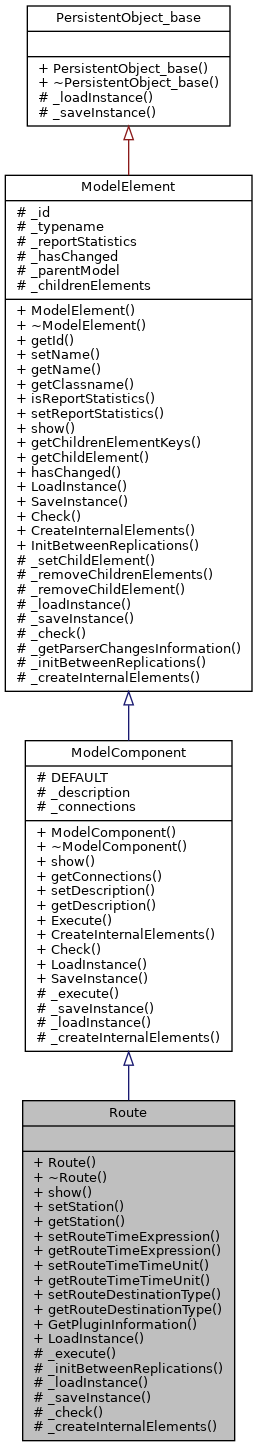 PersistentObject_base
+ PersistentObject_base()
+ ~PersistentObject_base()
# _loadInstance()
# _saveInstance()
ModelElement
# _id
# _typename
# _reportStatistics
# _hasChanged
# _parentModel
# _childrenElements
+ ModelElement()
+ ~ModelElement()
+ getId()
+ setName()
+ getName()
+ getClassname()
+ isReportStatistics()
+ setReportStatistics()
+ show()
+ getChildrenElementKeys()
+ getChildElement()
+ hasChanged()
+ LoadInstance()
+ SaveInstance()
+ Check()
+ CreateInternalElements()
+ InitBetweenReplications()
# _setChildElement()
# _removeChildrenElements()
# _removeChildElement()
# _loadInstance()
# _saveInstance()
# _check()
# _getParserChangesInformation()
# _initBetweenReplications()
# _createInternalElements()
ModelComponent
# DEFAULT
# _description
# _connections
+ ModelComponent()
+ ~ModelComponent()
+ show()
+ getConnections()
+ setDescription()
+ getDescription()
+ Execute()
+ CreateInternalElements()
+ Check()
+ LoadInstance()
+ SaveInstance()
# _execute()
# _saveInstance()
# _loadInstance()
# _createInternalElements()
Route
+ Route()
+ ~Route()
+ show()
+ setStation()
+ getStation()
+ setRouteTimeExpression()
+ getRouteTimeExpression()
+ setRouteTimeTimeUnit()
+ getRouteTimeTimeUnit()
+ setRouteDestinationType()
+ getRouteDestinationType()
+ GetPluginInformation()
+ LoadInstance()
# _execute()
# _initBetweenReplications()
# _loadInstance()
# _saveInstance()
# _check()
# _createInternalElements()